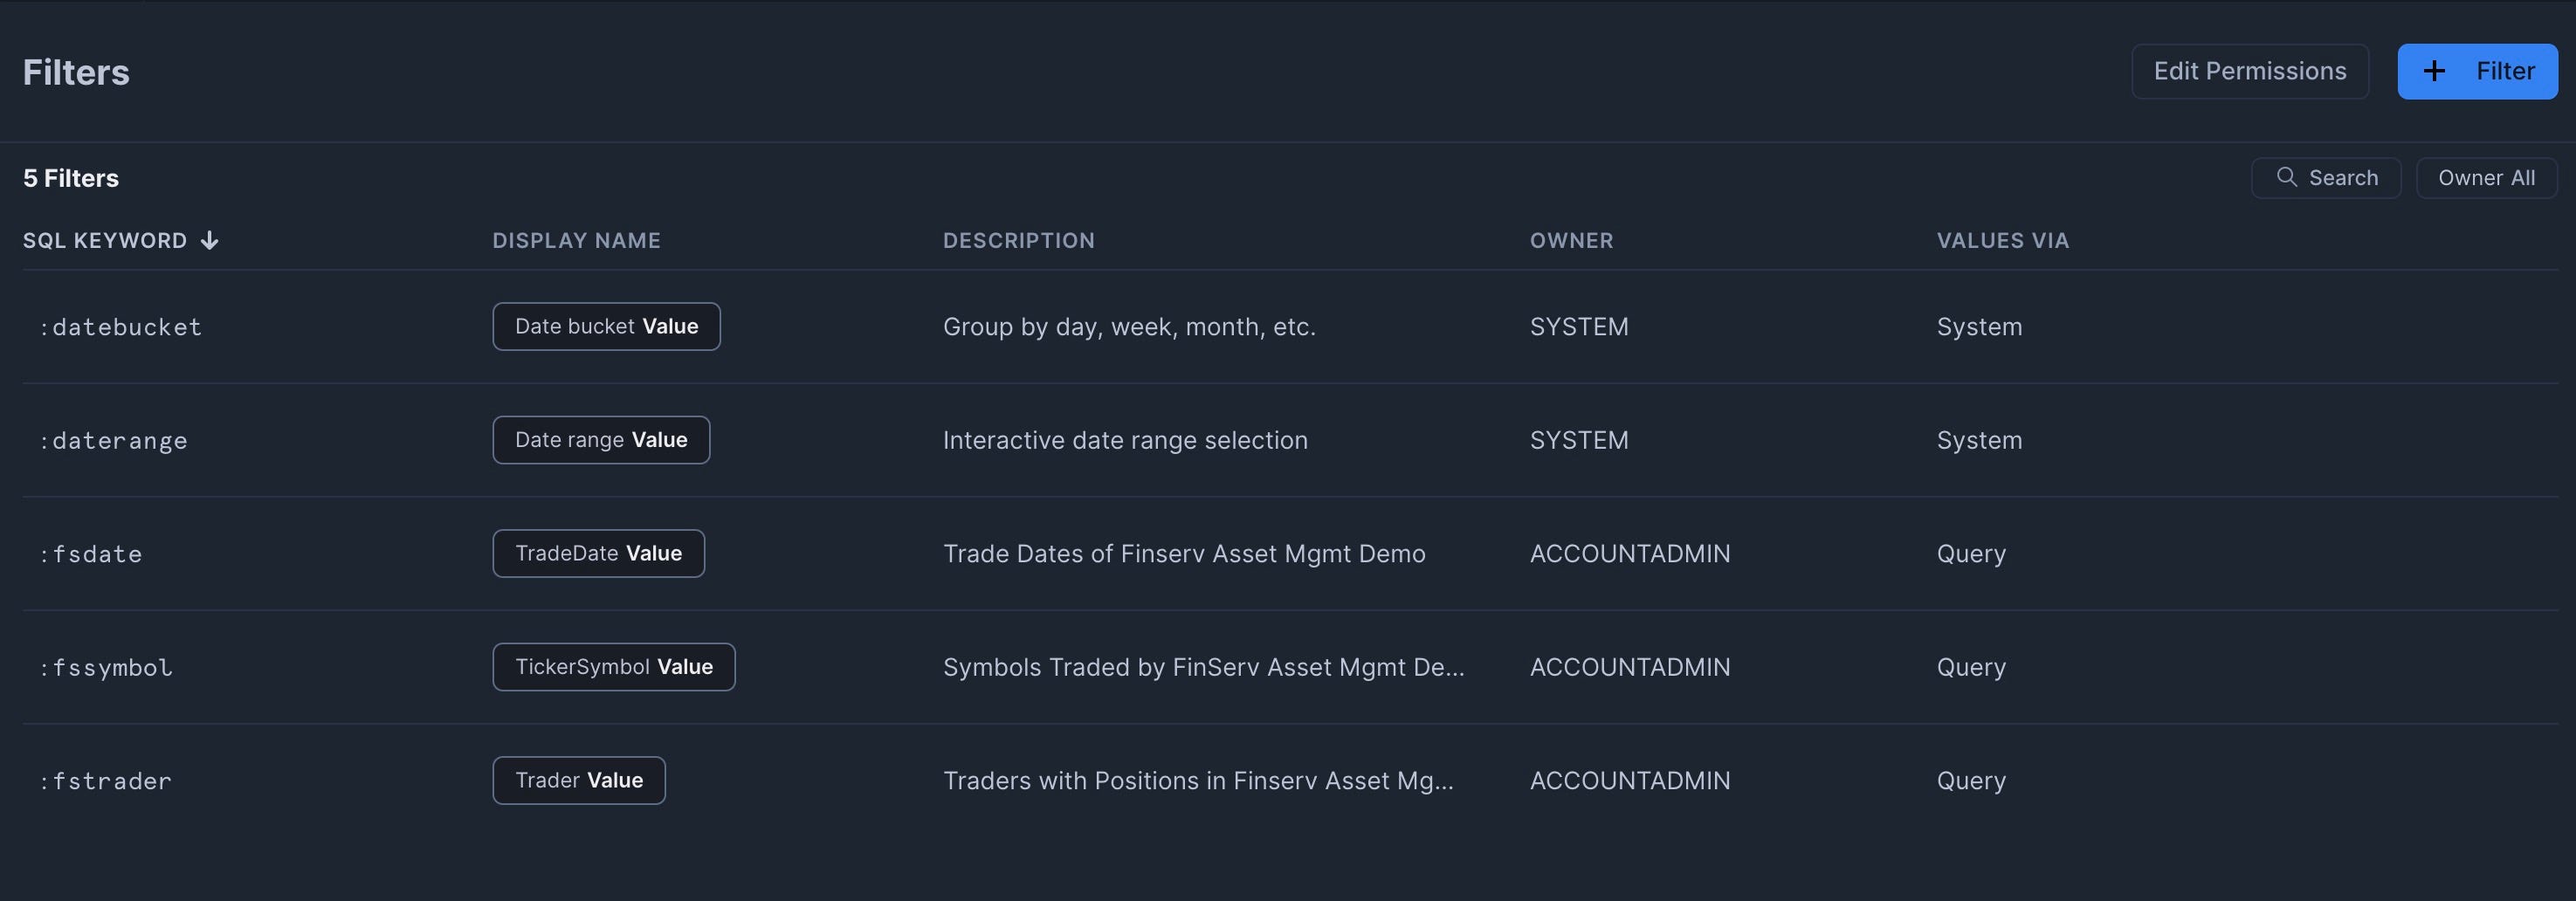 Filters
Edit Permissions
+ Filter
5 Filters
Search
Owner All
SQL KEYWORD ↓ DISPLAY NAME DESCRIPTION OWNER VALUES VIA
:datebucket Date bucket Value Group by day, week, month, etc. SYSTEM System
:daterange Date range Value Interactive date range selection SYSTEM System
:fsdate TradeDate Value Trade Dates of Finserv Asset Mgmt Demo ACCOUNTADMIN Query
:fssymbol TickerSymbol Value Symbols Traded by FinServ Asset Mgmt De... ACCOUNTADMIN Query
:fstrader Trader Value Traders with Positions in Finserv Asset Mg... ACCOUNTADMIN Query